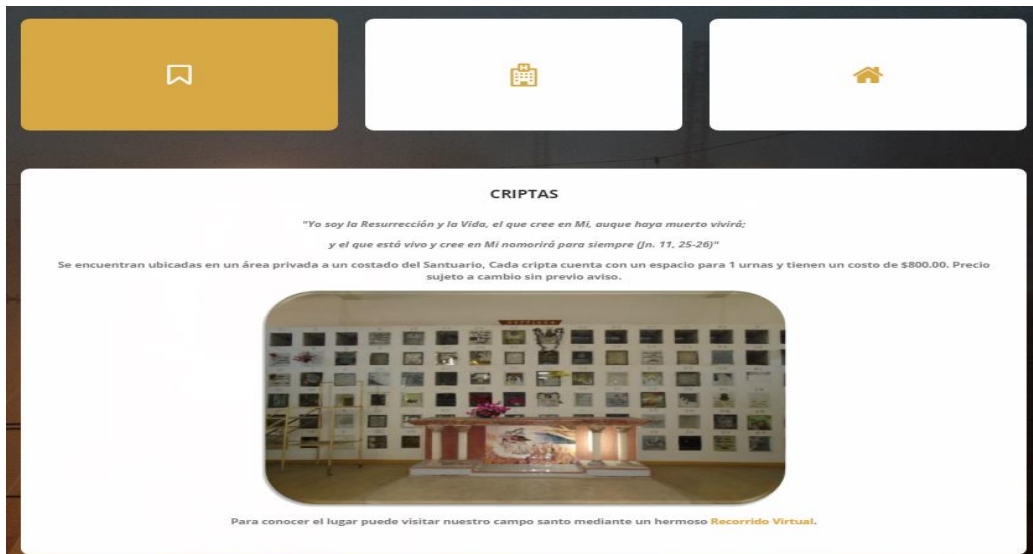 CRIPTAS
"Yo soy la Resurrección y la Vida, el que cree en Mi, auque haya muerto vivirá;
y el que está vivo y cree en Mi nomorirá para siempre (Jn. 11, 25-26)"
Se encuentran ubicadas en un área privada a un costado del Santuario, Cada cripta cuenta con un espacio para 1 urnas y tienen un costo de $800.00. Precio
sujeto a cambio sin previo aviso.
Para conocer el lugar puede visitar nuestro campo santo mediante un hermoso Recorrido Virtual.